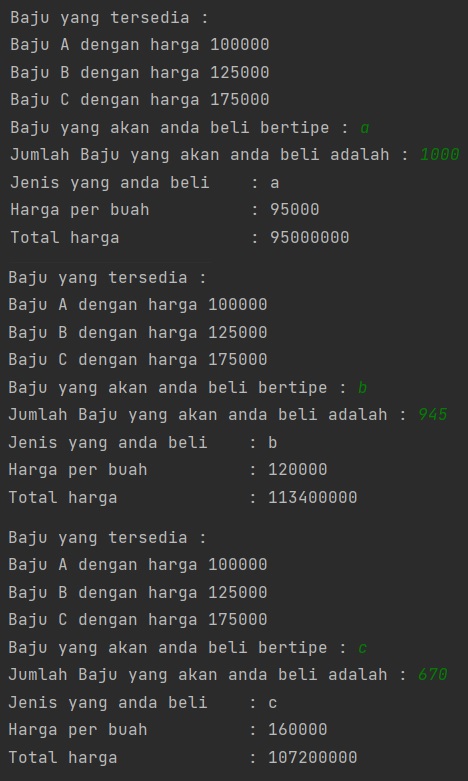 Baju yang tersedia :
Baju A dengan harga 100000
Baju B dengan harga 125000
Baju C dengan harga 175000
Baju yang akan anda beli bertipe : a
Jumlah Baju yang akan anda beli adalah : 1000
Jenis yang anda beli    : a
Harga per buah          : 95000
Total harga             : 95000000
Baju yang tersedia :
Baju A dengan harga 100000
Baju B dengan harga 125000
Baju C dengan harga 175000
Baju yang akan anda beli bertipe : b
Jumlah Baju yang akan anda beli adalah : 945
Jenis yang anda beli    : b
Harga per buah          : 120000
Total harga             : 113400000
Baju yang tersedia :
Baju A dengan harga 100000
Baju B dengan harga 125000
Baju C dengan harga 175000
Baju yang akan anda beli bertipe : c
Jumlah Baju yang akan anda beli adalah : 670
Jenis yang anda beli    : c
Harga per buah          : 160000
Total harga             : 107200000